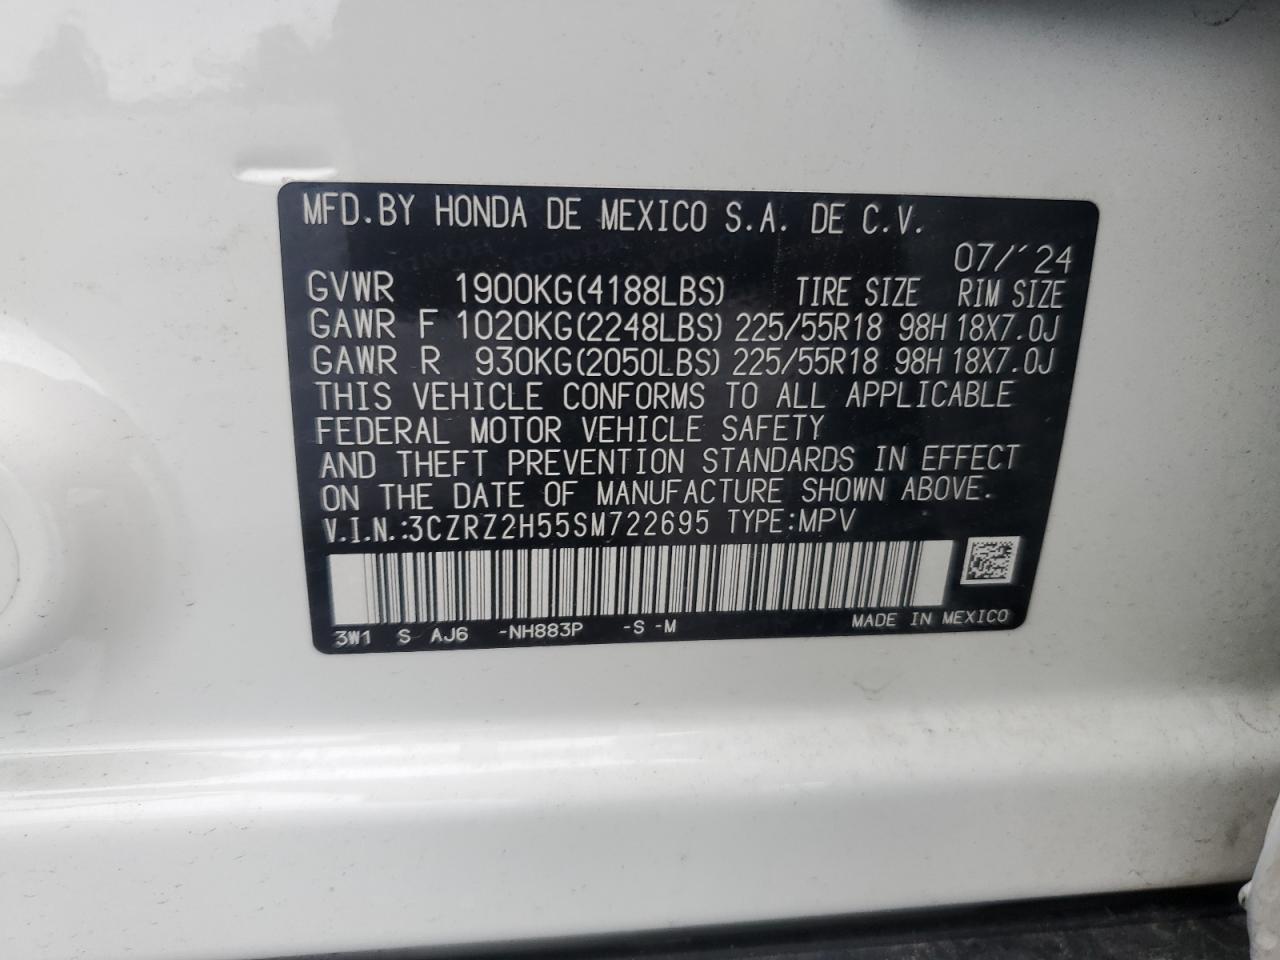 MFD.BY HONDA DE MEXICO S.A. DE C.V.
07/'24
GVWR 1900KG(4188LBS) TIRE SIZE RIM SIZE
GAWR F 1020KG(2248LBS) 225/55R18 98H 18X7.0J
GAWR R 930KG(2050LBS) 225/55R18 98H 18X7.0J
THIS VEHICLE CONFORMS TO ALL APPLICABLE
FEDERAL MOTOR VEHICLE SAFETY
AND THEFT PREVENTION STANDARDS IN EFFECT
ON THE DATE OF MANUFACTURE SHOWN ABOVE.
V.I.N.:3CZRZ2H55SM722695 TYPE:MPV
3W1 S AJ6 -NH883P -S -M MADE IN MEXICO